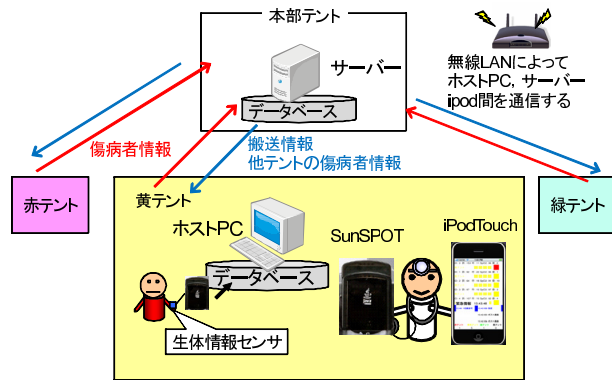 本部テント
サーバー
データベース
無線LANによって
ホストPC，サーバー
ipod間を通信する
傷病者情報
搬送情報
他テントの傷病者情報
赤テント
黄テント
緑テント
ホストPC
データベース
SunSPOT
iPodTouch
生体情報センサ